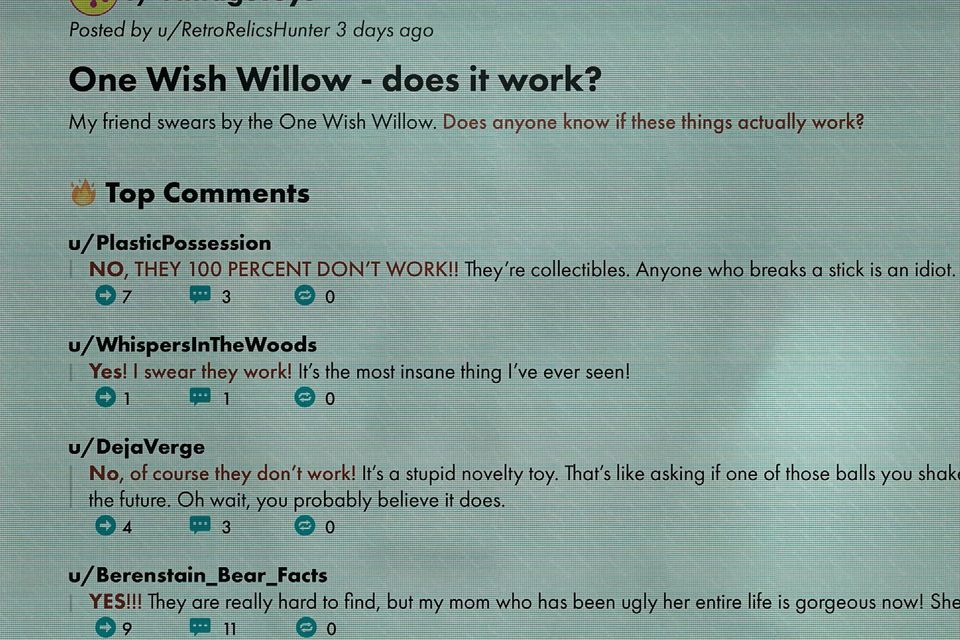 Posted by u/RetroRelicsHunter 3 days ago
One Wish Willow - does it work?
My friend swears by the One Wish Willow. Does anyone know if these things actually work?
🔥 Top Comments
u/PlasticPossession
NO, THEY 100 PERCENT DON'T WORK!! They're collectibles. Anyone who breaks a stick is an idiot.
7 3 0
u/WhispersInTheWoods
Yes! I swear they work! It's the most insane thing I've ever seen!
1 1 0
u/DejaVerge
No, of course they don't work! It's a stupid novelty toy. That's like asking if one of those balls you shake
the future. Oh wait, you probably believe it does.
4 3 0
u/Berenstain_Bear_Facts
YES!!! They are really hard to find, but my mom who has been ugly her entire life is gorgeous now! She
9 11 0